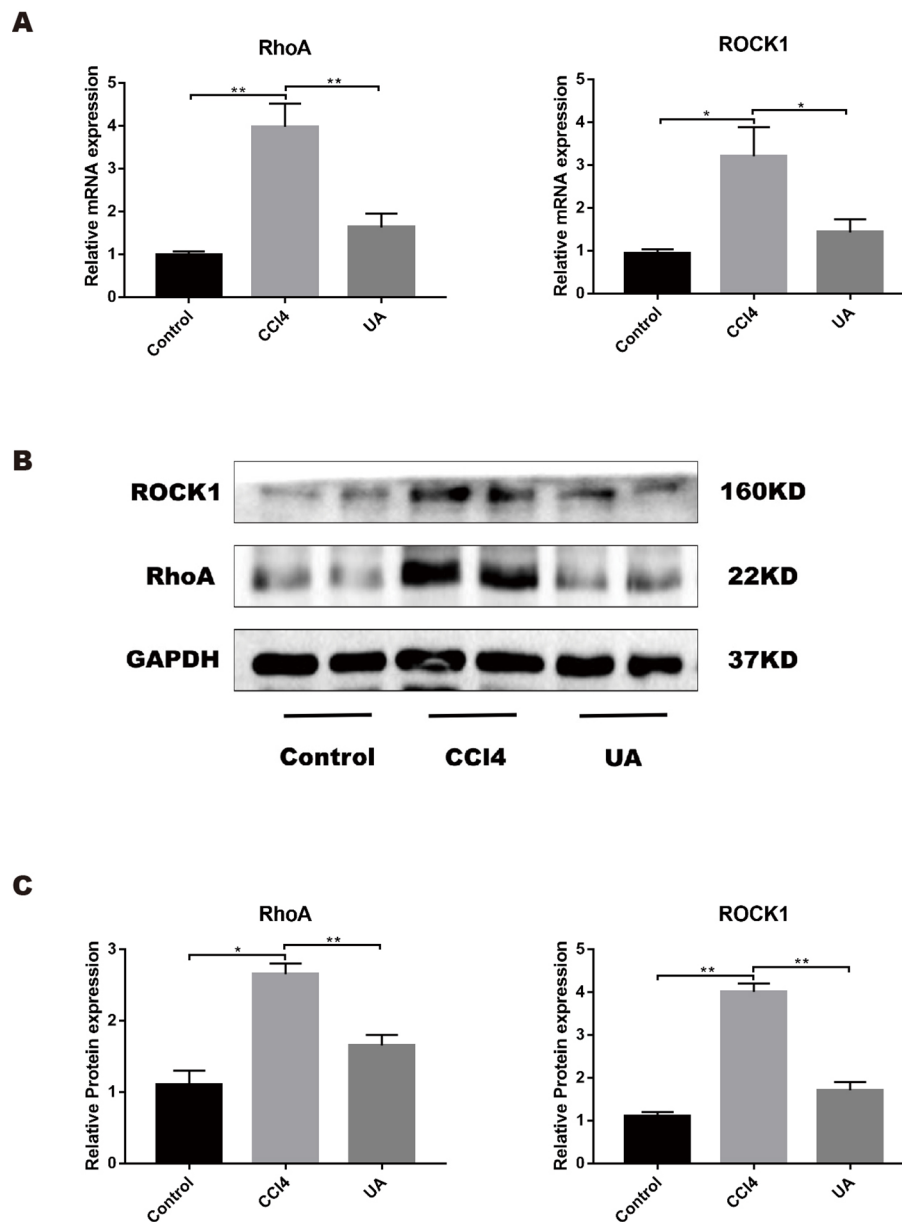 A
RhoA
Relative mRNA expression
5
4
3
2
1
0
**
**
Control
CCl4
UA
ROCK1
Relative mRNA expression
5
4
3
2
1
0
*
*
Control
CCl4
UA
B
ROCK1
160KD
RhoA
22KD
GAPDH
37KD
Control
CCl4
UA
C
RhoA
Relative Protein expression
3
2
1
0
*
**
Control
CCl4
UA
ROCK1
Relative Protein expression
5
4
3
2
1
0
**
**
Control
CCl4
UA